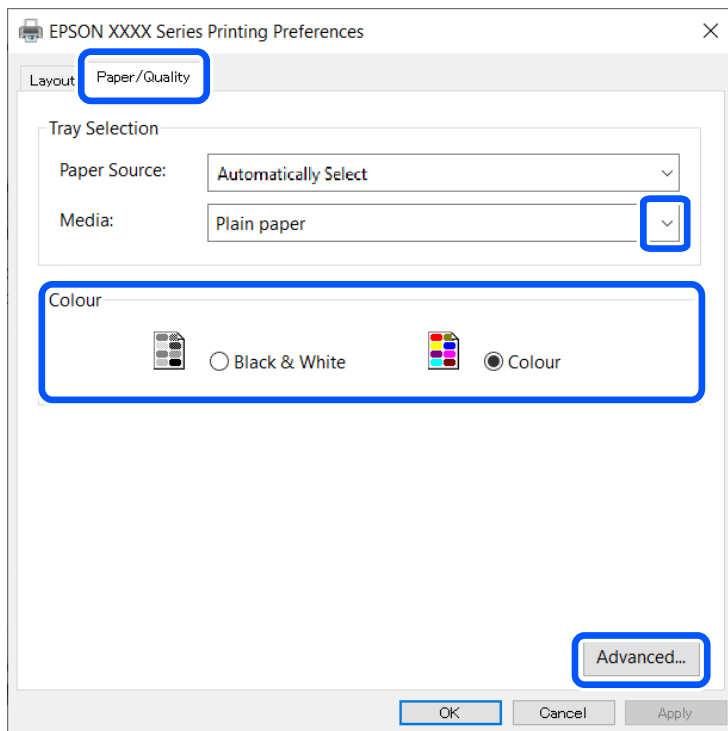 EPSON XXXX Series Printing Preferences
Layout Paper/Quality
Tray Selection
Paper Source: Automatically Select
Media: Plain paper
Colour
Black & White Colour
Advanced...
OK Cancel Apply